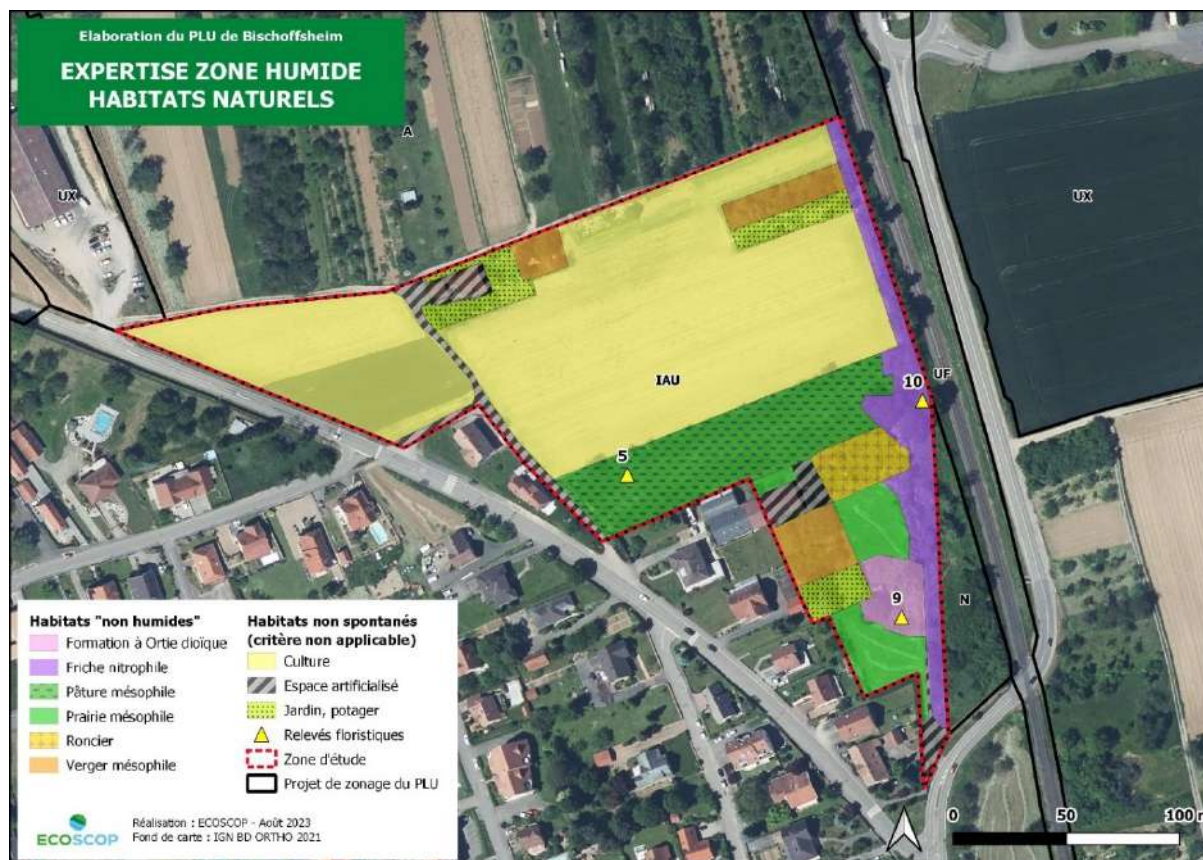 Elaboration du PLU de Bischoffsheim
EXPERTISE ZONE HUMIDE
HABITATS NATURELS
A
UX
UX
IAU
UF
10
5
9
N
Habitats "non humides"
Formation à Ortie dioïque
Friche nitrophile
Pâture mésophile
Prairie mésophile
Roncier
Verger mésophile
Habitats non spontanés
(critère non applicable)
Culture
Espace artificialisé
Jardin, potager
Relevés floristiques
Zone d'étude
Projet de zonage du PLU
ECOSCOP
Réalisation : ECOSCOP - Août 2023
Fond de carte : IGN BD ORTHO 2021
0 50 100 m